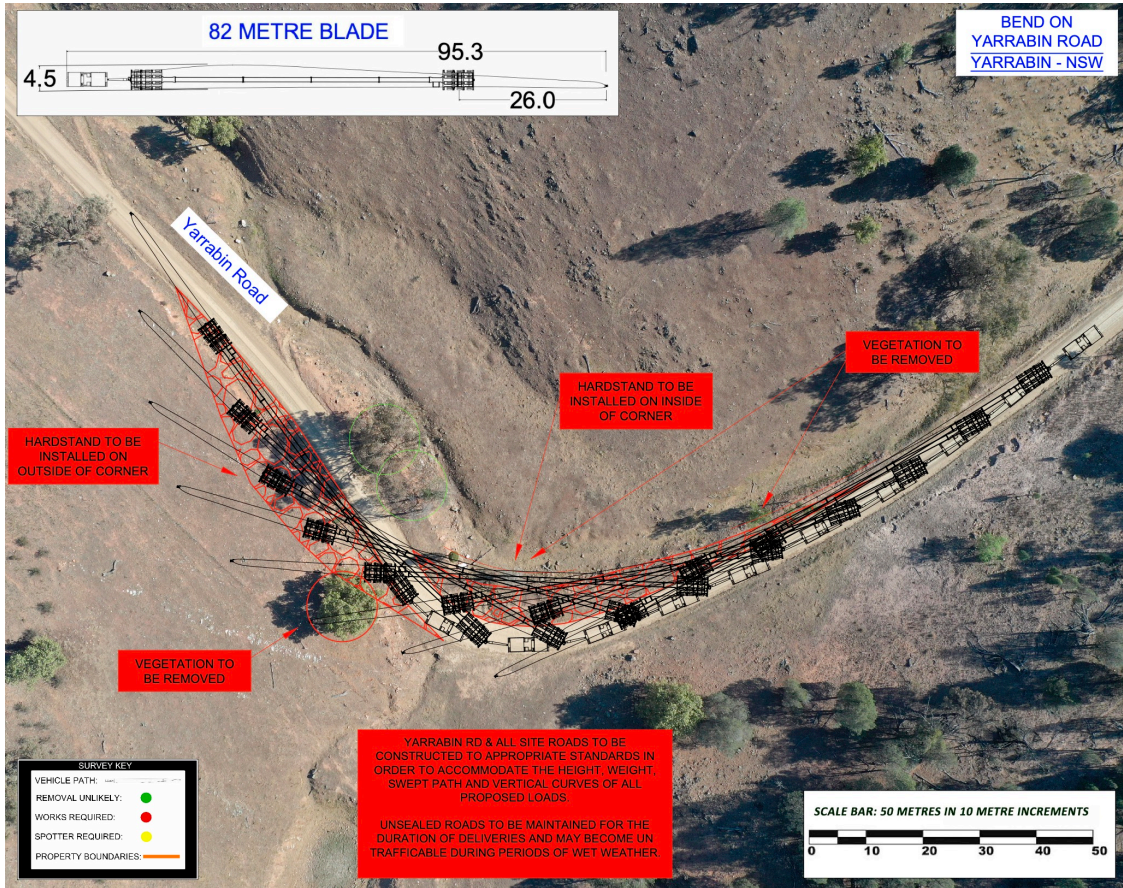 82 METRE BLADE
95.3
4.5
26.0
BEND ON
YARRABIN ROAD
YARRABIN - NSW
Yarrabin Road
VEGETATION TO
BE REMOVED
HARDSTAND TO BE
INSTALLED ON INSIDE
OF CORNER
HARDSTAND TO BE
INSTALLED ON
OUTSIDE OF CORNER
VEGETATION TO
BE REMOVED
YARRABIN RD & ALL SITE ROADS TO BE
CONSTRUCTED TO APPROPRIATE STANDARDS IN
ORDER TO ACCOMMODATE THE HEIGHT, WEIGHT,
SWEPT PATH AND VERTICAL CURVES OF ALL
PROPOSED LOADS.
UNSEALED ROADS TO BE MAINTAINED FOR THE
DURATION OF DELIVERIES AND MAY BECOME UN
TRAFFICABLE DURING PERIODS OF WET WEATHER.
SURVEY KEY
VEHICLE PATH:
REMOVAL UNLIKELY:
WORKS REQUIRED:
SPOTTER REQUIRED:
PROPERTY BOUNDARIES:
SCALE BAR: 50 METRES IN 10 METRE INCREMENTS
0 10 20 30 40 50